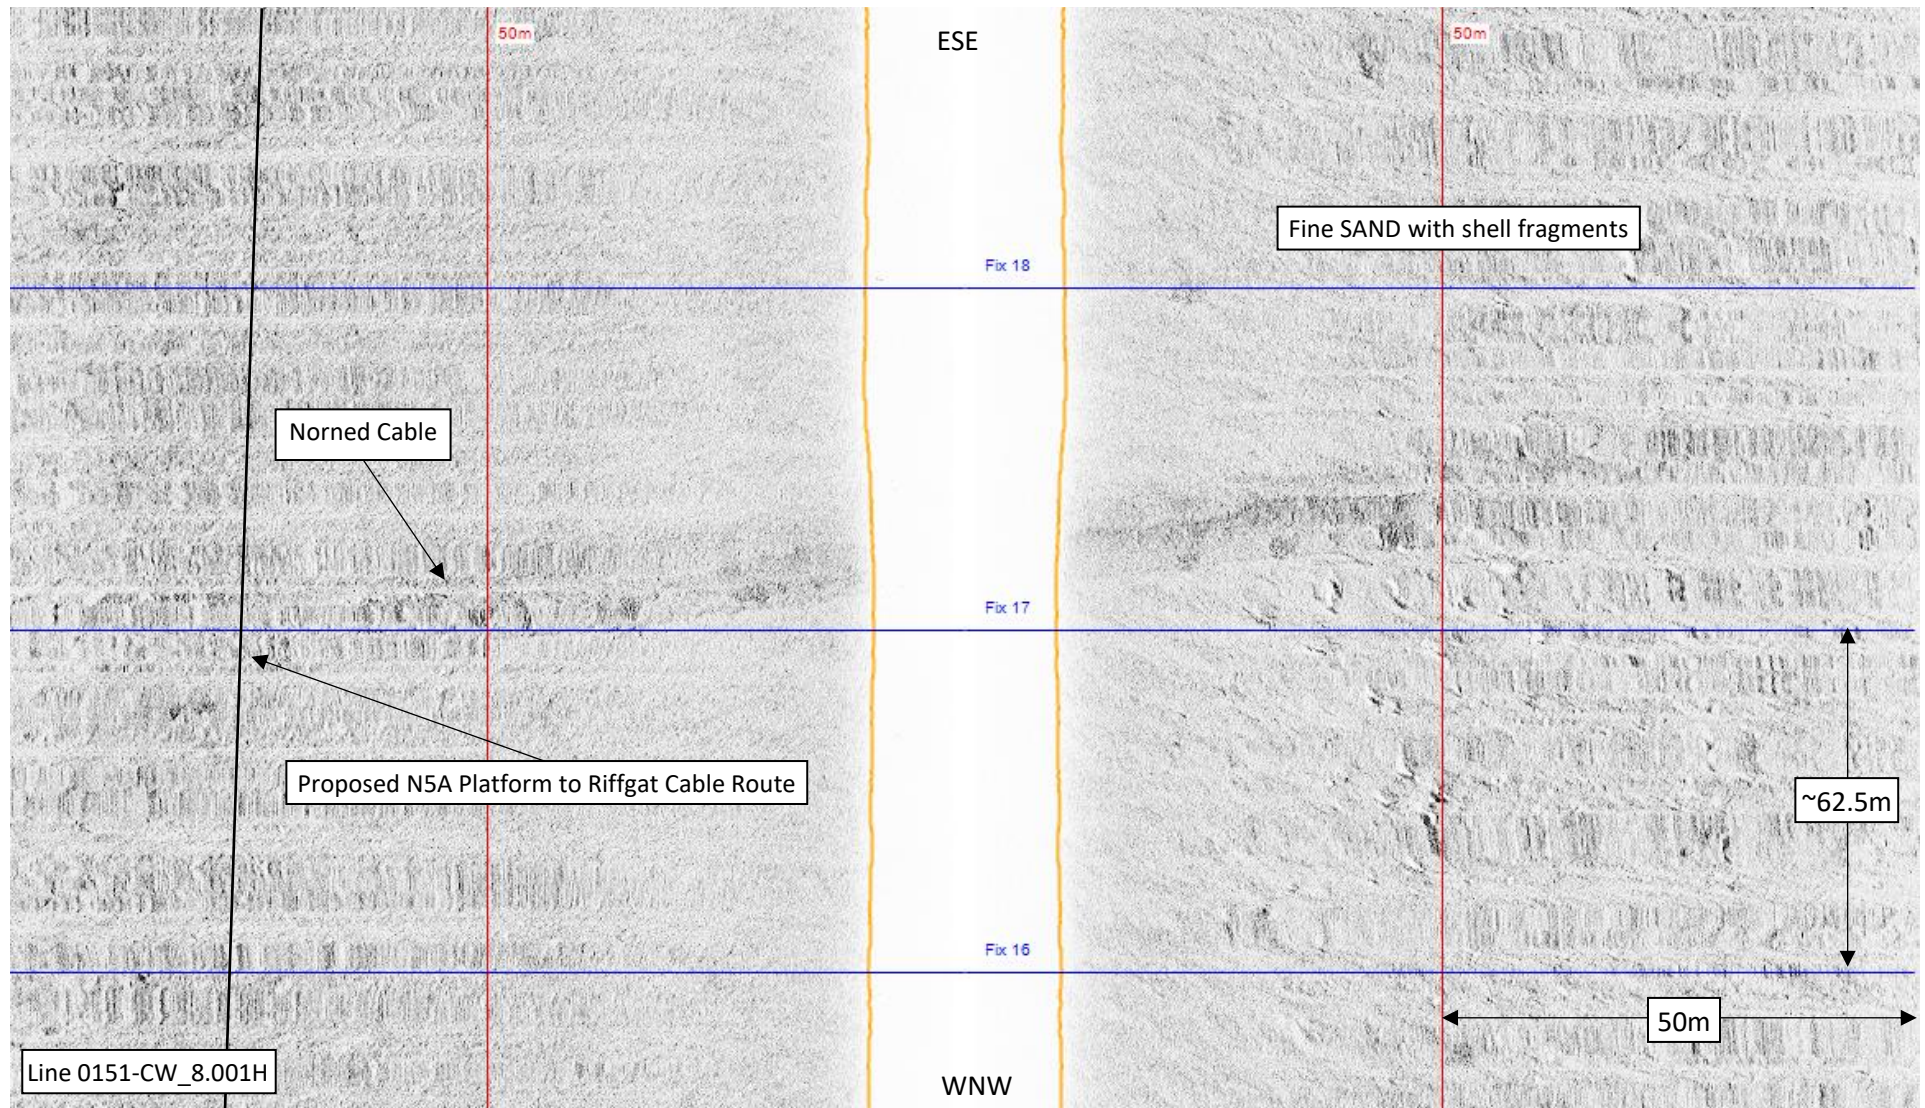 50m
ESE
50m
Fine SAND with shell fragments
Fix 18
Norned Cable
Fix 17
Proposed N5A Platform to Riffgat Cable Route
~62.5m
Fix 16
50m
Line 0151-CW_8.001H
WNW